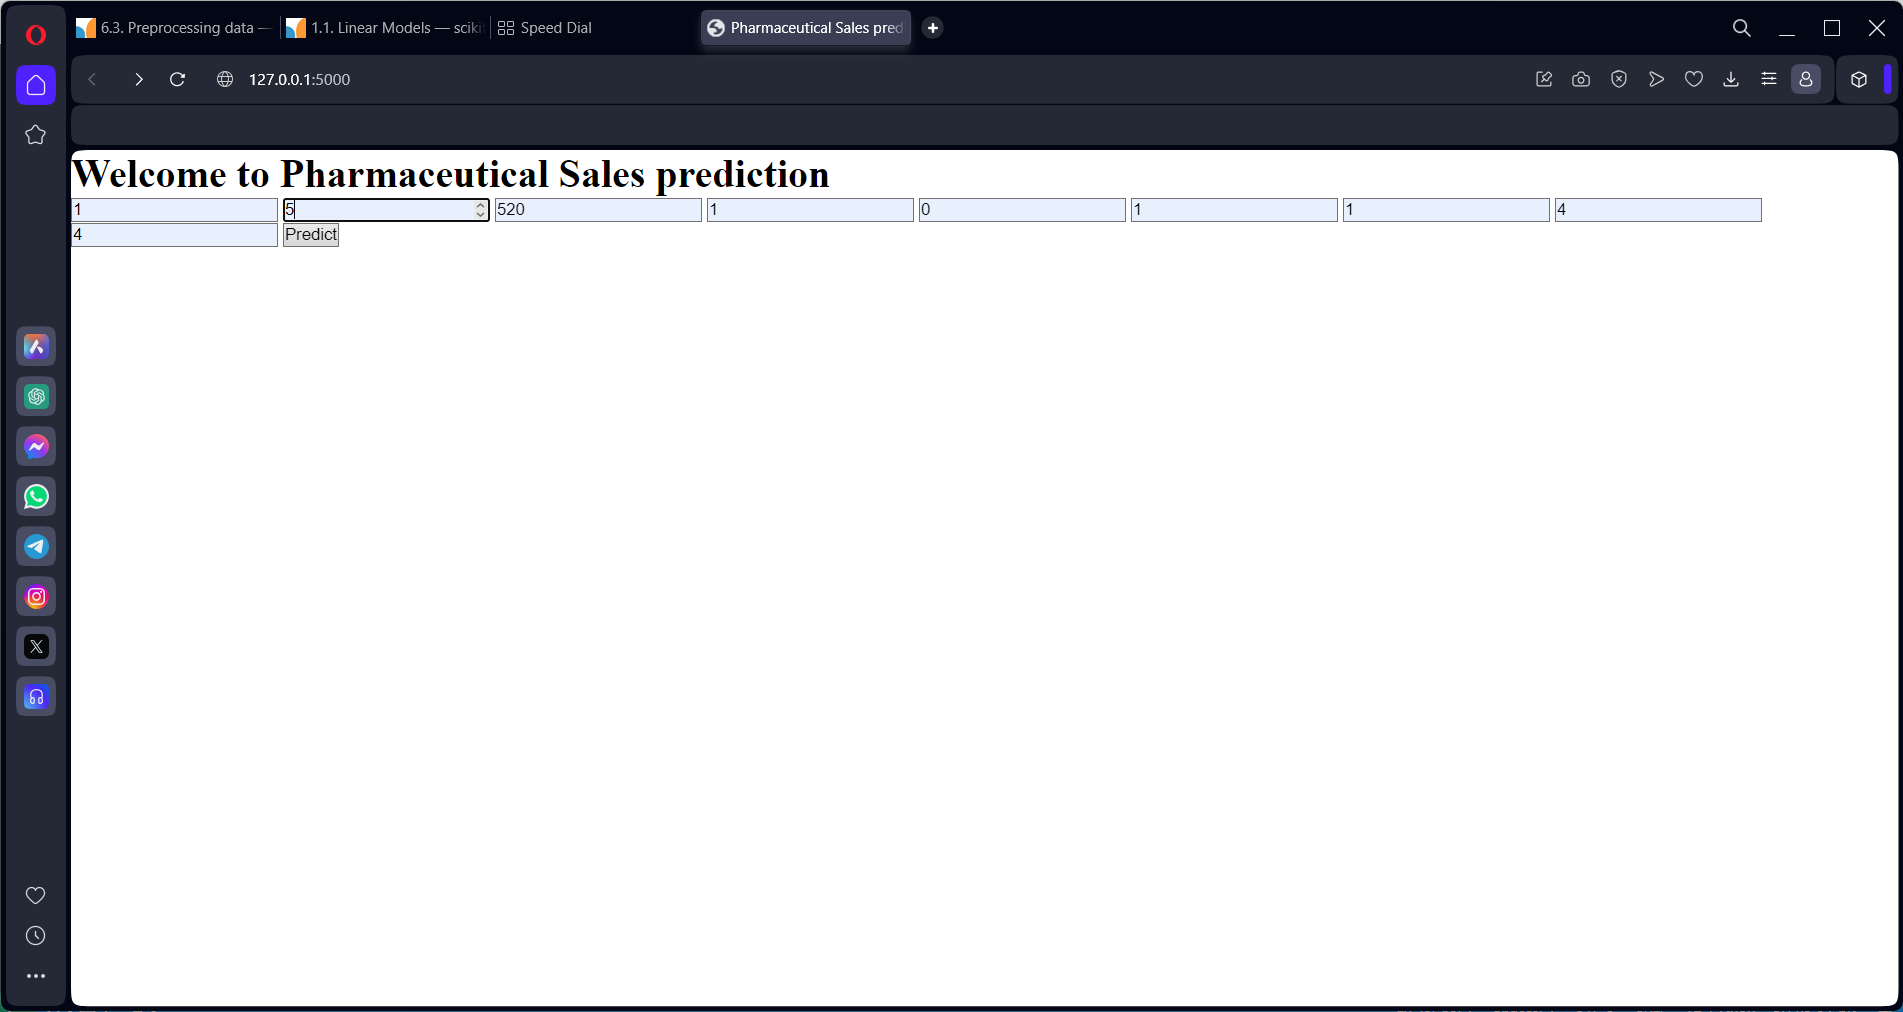 6.3. Preprocessing data —
1.1. Linear Models — sciki
Speed Dial
Pharmaceutical Sales pred
127.0.0.1:5000
Welcome to Pharmaceutical Sales prediction
1 5 520 1 0 1 1 4
4 Predict